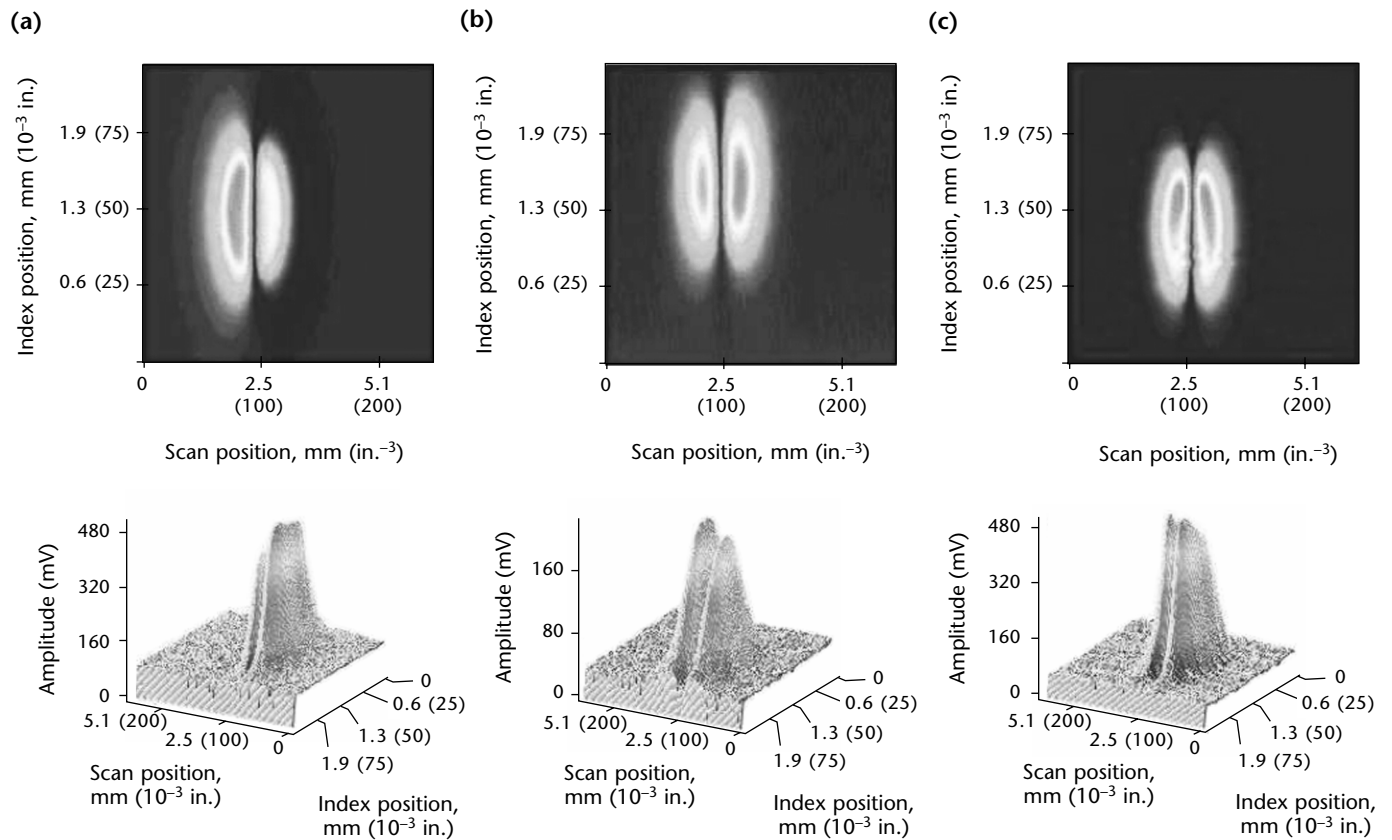 (a)
Index position, mm (10⁻³ in.)
1.9 (75)
1.3 (50)
0.6 (25)
0
2.5
(100)
5.1
(200)
Scan position, mm (in.⁻³)
(b)
Index position, mm (10⁻³ in.)
1.9 (75)
1.3 (50)
0.6 (25)
0
2.5
(100)
5.1
(200)
Scan position, mm (in.⁻³)
(c)
Index position, mm (10⁻³ in.)
1.9 (75)
1.3 (50)
0.6 (25)
0
2.5
(100)
5.1
(200)
Scan position, mm (in.⁻³)
Amplitude (mV)
480
320
160
0
5.1 (200)
2.5 (100)
0
0
0.6 (25)
1.3 (50)
1.9 (75)
Scan position,
mm (10⁻³ in.)
Index position,
mm (10⁻³ in.)
Amplitude (mV)
160
80
0
5.1 (200)
2.5 (100)
0
0
0.6 (25)
1.3 (50)
1.9 (75)
Scan position,
mm (10⁻³ in.)
Index position,
mm (10⁻³ in.)
Amplitude (mV)
480
320
160
0
5.1 (200)
2.5 (100)
0
0
0.6 (25)
1.3 (50)
1.9 (75)
Scan position,
mm (10⁻³ in.)
Index position,
mm (10⁻³ in.)